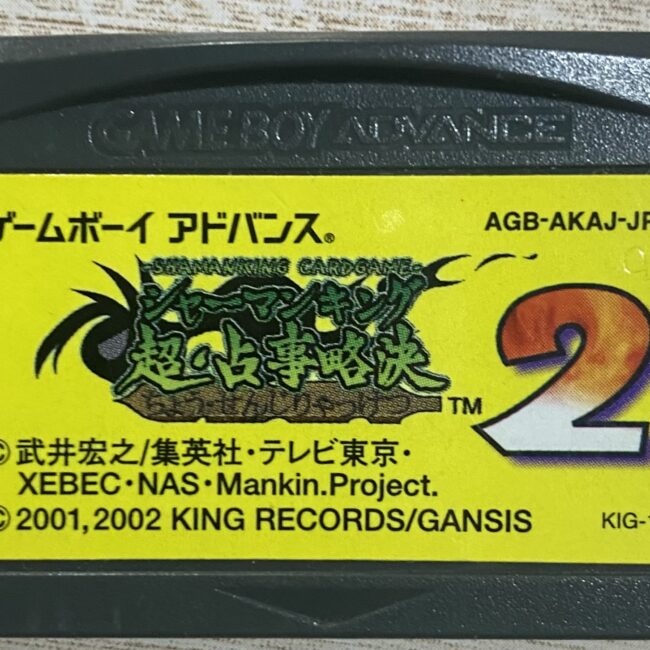 GAME BOY ADVANCE
ゲームボーイ アドバンス®
AGB-AKAJ-JP
-SHAMANKING CARDGAME-
シャーマンキング
超・占事略決
ちょう・せんじりゃっけつ
TM
2
© 武井宏之/集英社・テレビ東京・
XEBEC・NAS・Mankin.Project.
© 2001, 2002 KING RECORDS/GANSIS
KIG-1